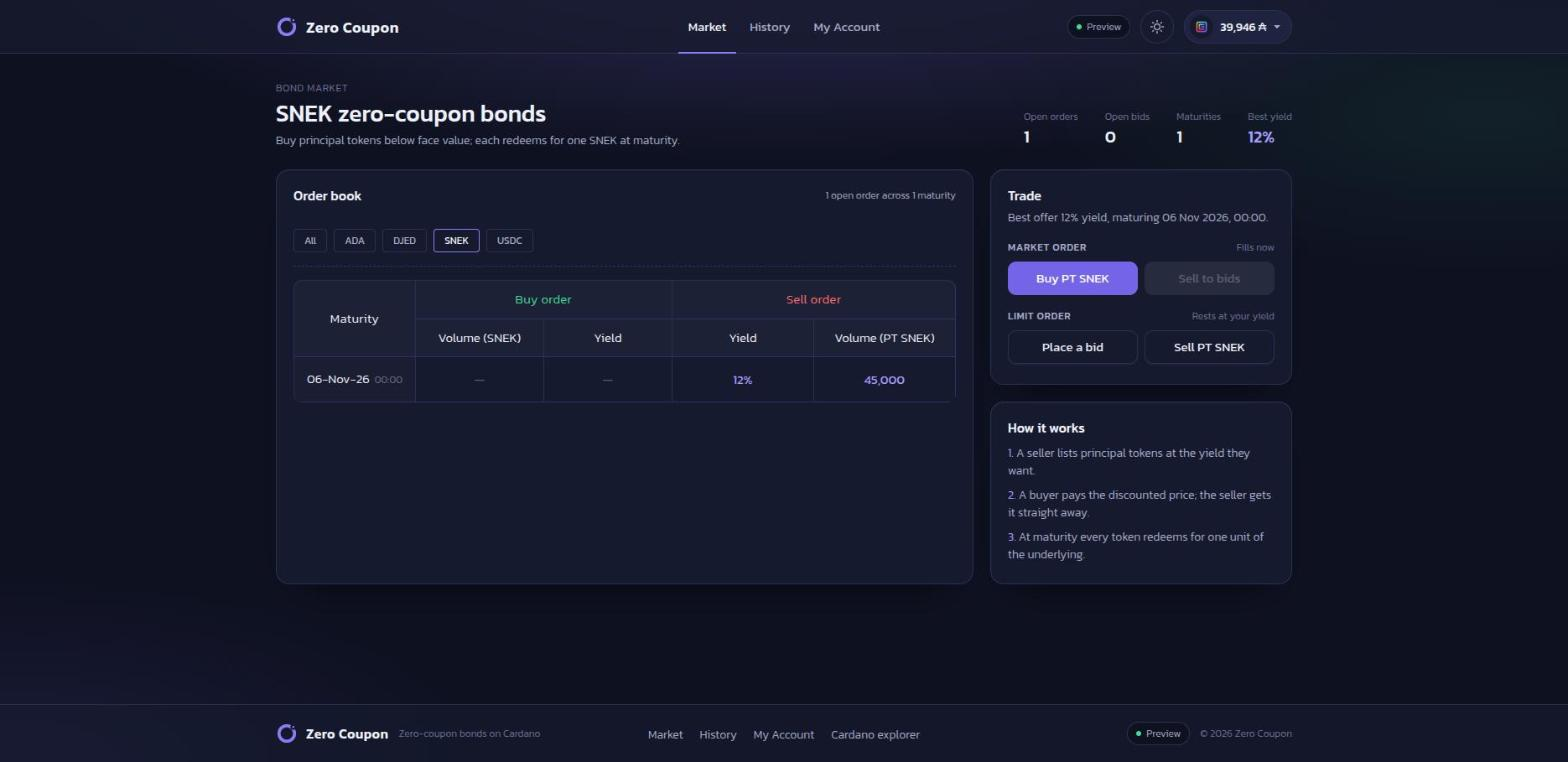 Zero Coupon
Market History My Account
Preview
39,946 ₳
BOND MARKET
SNEK zero-coupon bonds
Buy principal tokens below face value; each redeems for one SNEK at maturity.
Open orders Open bids Maturities Best yield
1 0 1 12%
Order book
1 open order across 1 maturity
All ADA DJED SNEK USDC
Maturity Buy order Sell order
Volume (SNEK) Yield Yield Volume (PT SNEK)
06-Nov-26 00:00 — — 12% 45,000
Trade
Best offer 12% yield, maturing 06 Nov 2026, 00:00.
MARKET ORDER Fills now
Buy PT SNEK Sell to bids
LIMIT ORDER Rests at your yield
Place a bid Sell PT SNEK
How it works
1. A seller lists principal tokens at the yield they
want.
2. A buyer pays the discounted price; the seller gets
it straight away.
3. At maturity every token redeems for one unit of
the underlying.
Zero Coupon Zero-coupon bonds on Cardano
Market History My Account Cardano explorer
Preview © 2026 Zero Coupon